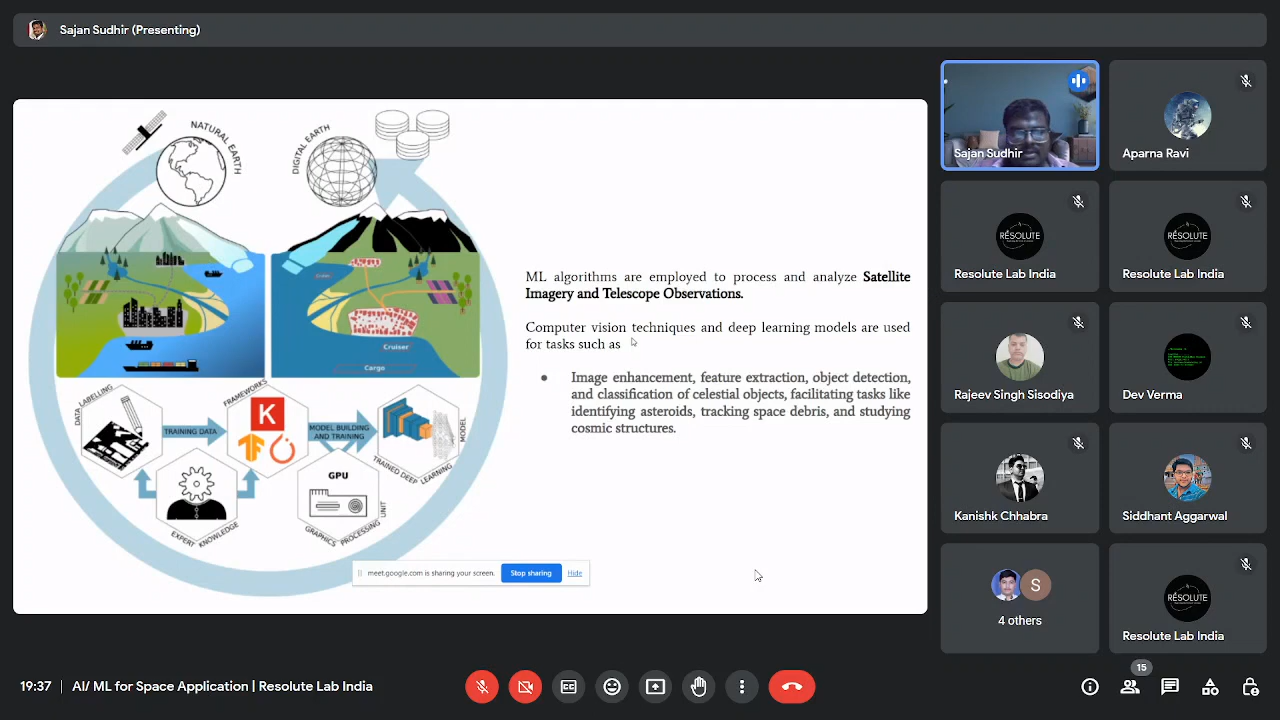 Sajan Sudhir (Presenting)
NATURAL EARTH
DIGITAL EARTH
Cruiser
Cargo
DATA LABELLING
TRAINING DATA
FRAMEWORKS
K
MODEL BUILDING
AND TRAINING
TRAINED DEEP LEARNING MODEL
EXPERT KNOWLEDGE
GPU
GRAPHICS PROCESSING UNIT
ML algorithms are employed to process and analyze Satellite
Imagery and Telescope Observations.
Computer vision techniques and deep learning models are used
for tasks such as
● Image enhancement, feature extraction, object detection,
and classification of celestial objects, facilitating tasks like
identifying asteroids, tracking space debris, and studying
cosmic structures.
meet.google.com is sharing your screen. Stop sharing Hide
Sajan Sudhir
Aparna Ravi
RÉSOLUTE
Resolute Lab India
RÉSOLUTE
Resolute Lab India
Rajeev Singh Sisodiya
Dev Verma
Kanishk Chhabra
Siddhant Aggarwal
S
4 others
RÉSOLUTE
Resolute Lab India
19:37 | AI/ ML for Space Application | Resolute Lab India
15